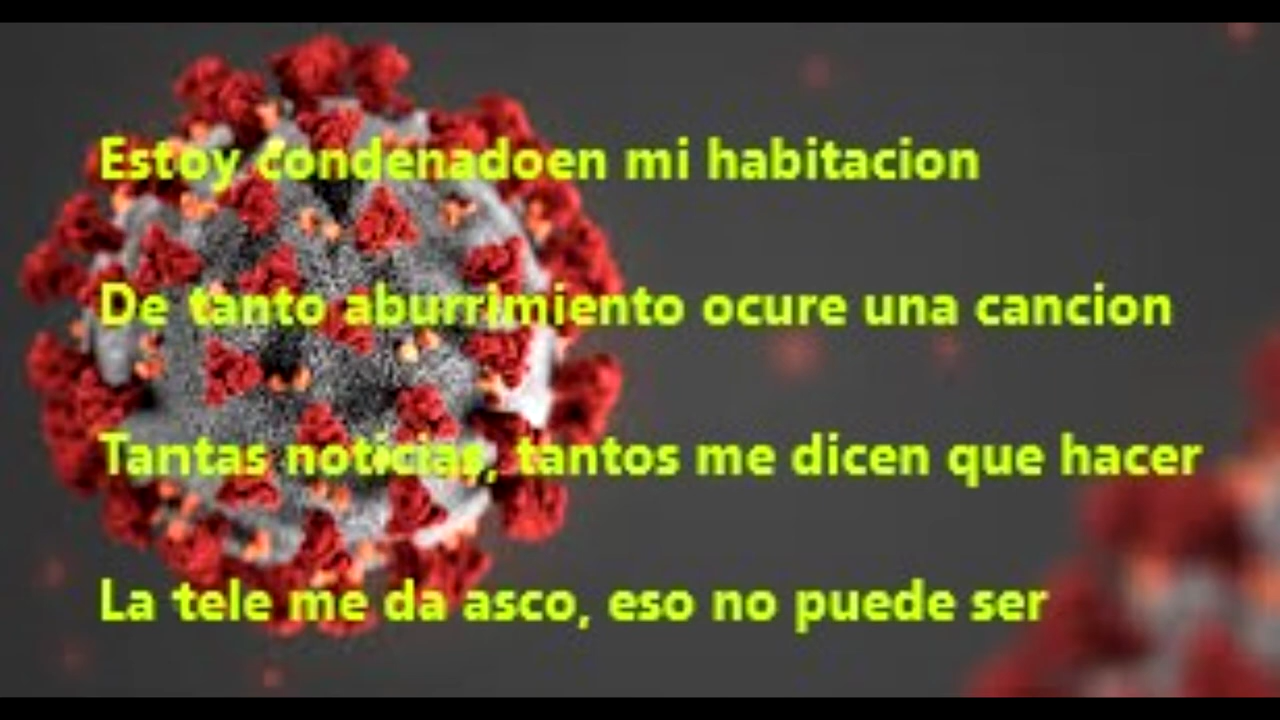 Estoy condenadoen mi habitacion
De tanto aburrimiento ocure una cancion
Tantas noticias, tantos me dicen que hacer
La tele me da asco, eso no puede ser